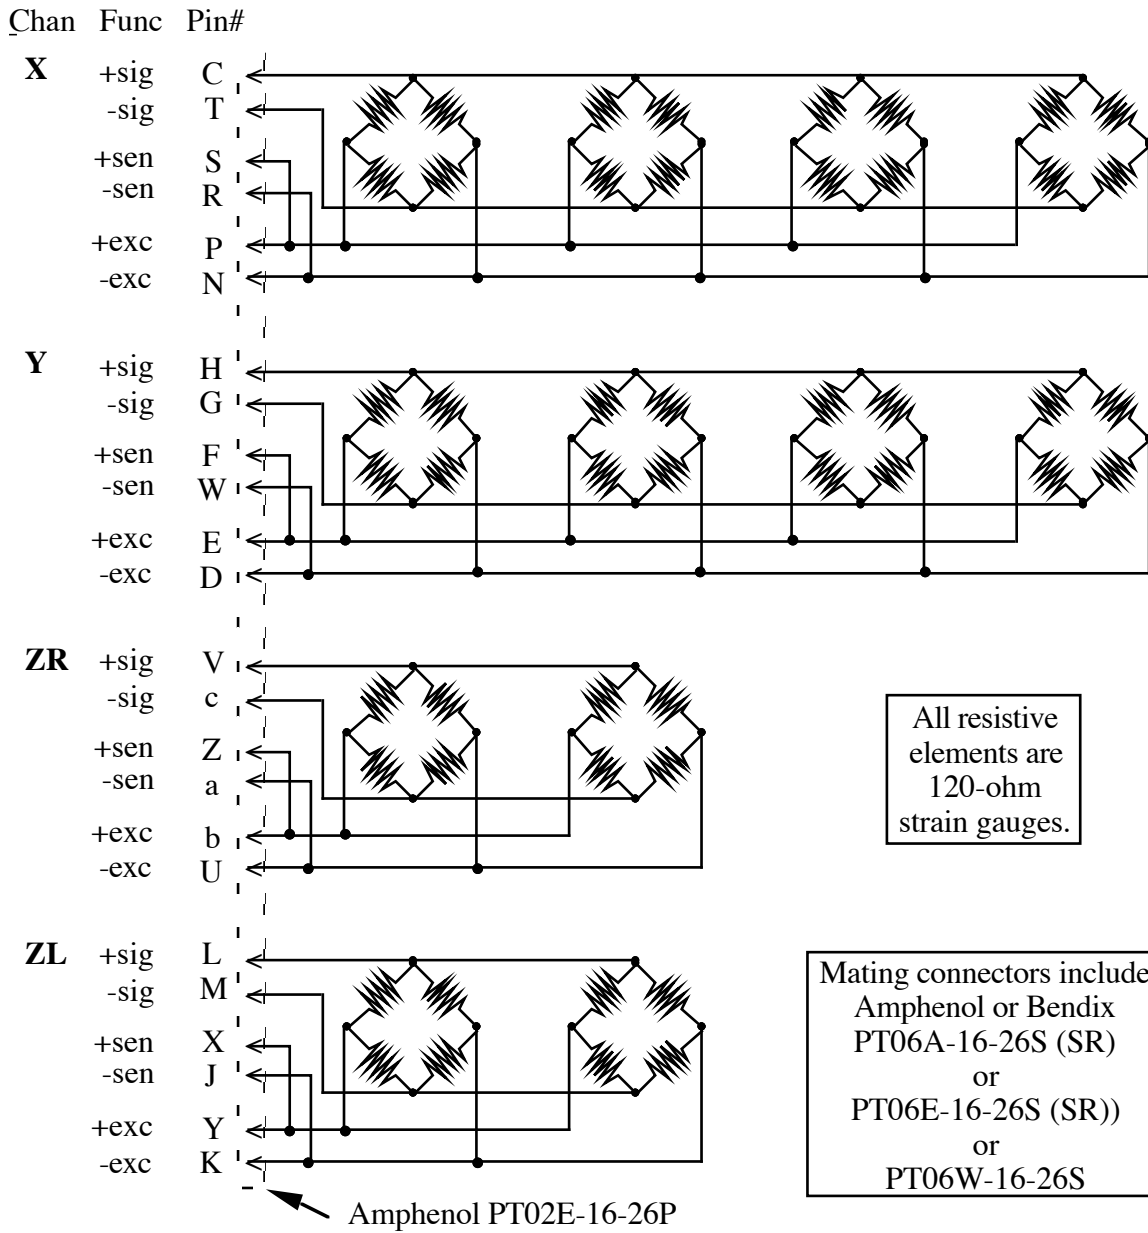 Chan Func Pin#
X +sig C
-sig T
+sen S
-sen R
+exc P
-exc N
Y +sig H
-sig G
+sen F
-sen W
+exc E
-exc D
ZR +sig V
-sig c
+sen Z
-sen a
+exc b
-exc U
All resistive
elements are
120-ohm
strain gauges.
ZL +sig L
-sig M
+sen X
-sen J
+exc Y
-exc K
Mating connectors include
Amphenol or Bendix
PT06A-16-26S (SR)
or
PT06E-16-26S (SR))
or
PT06W-16-26S
Amphenol PT02E-16-26P